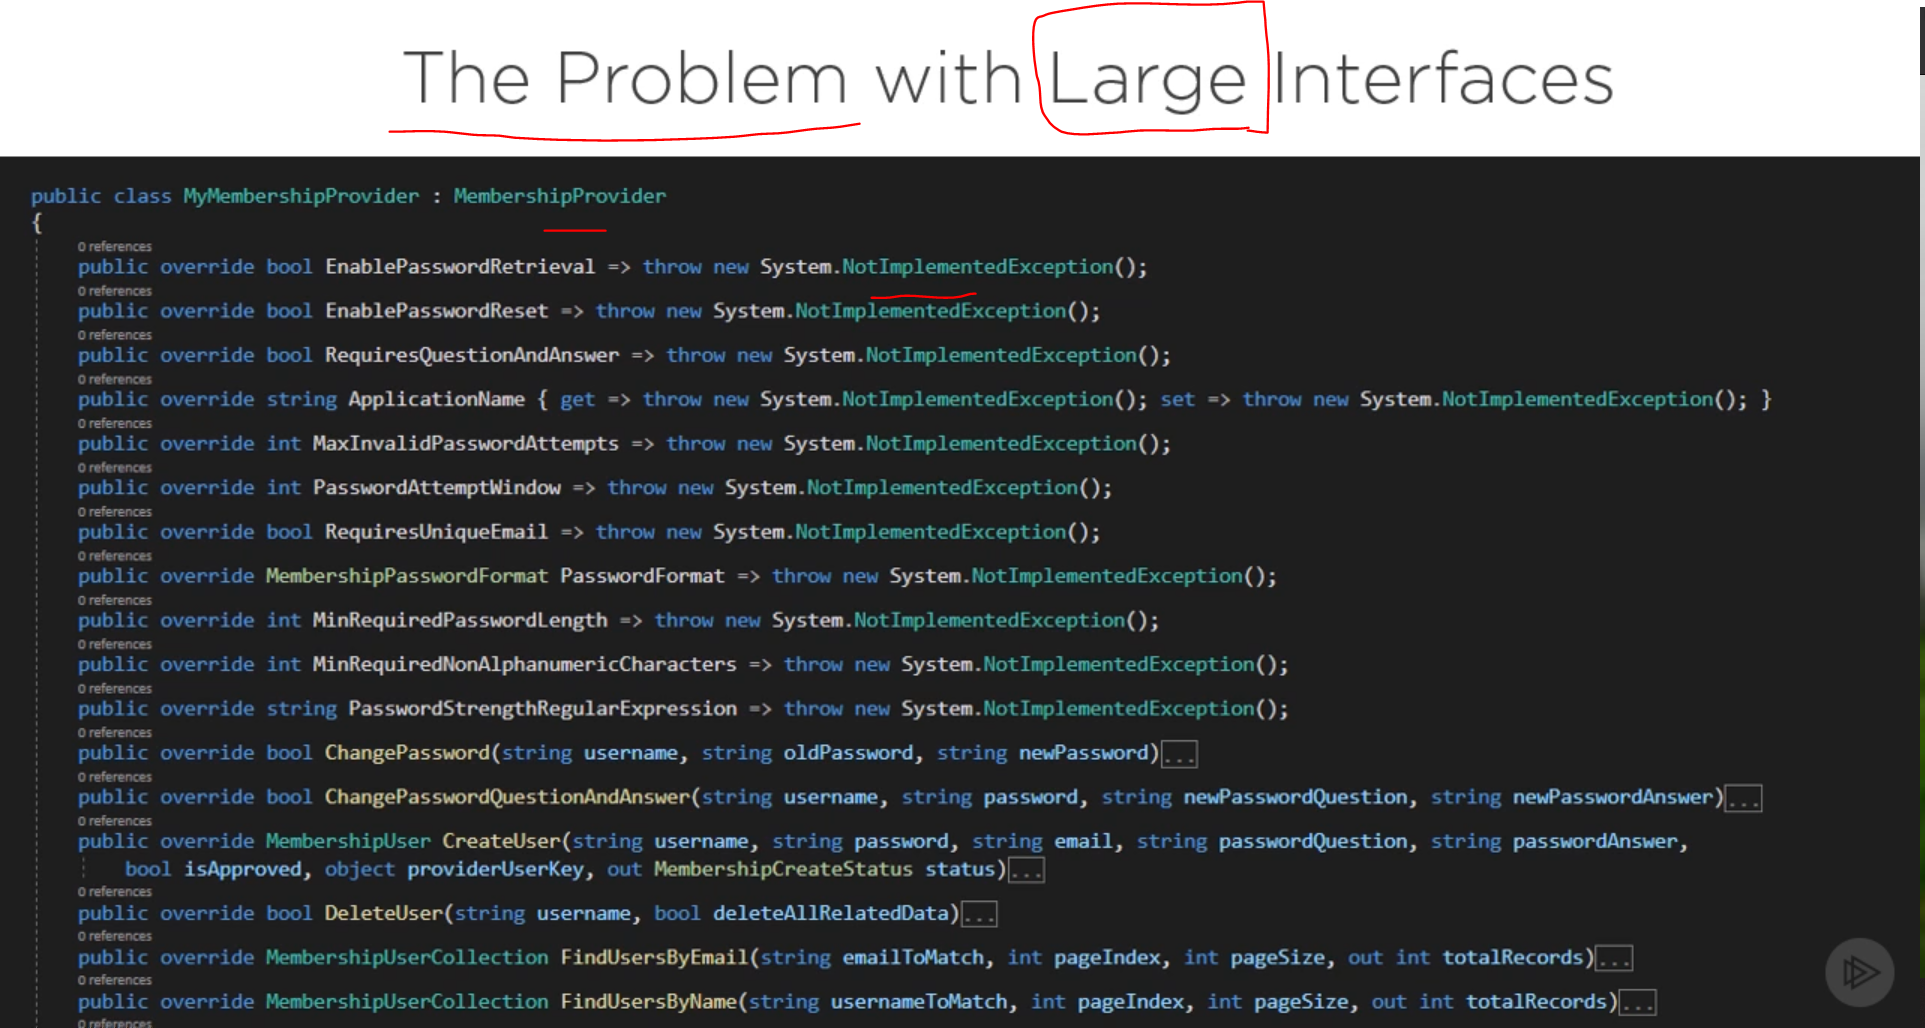 The Problem with Large Interfaces
public class MyMembershipProvider : MembershipProvider
{
0 references
public override bool EnablePasswordRetrieval => throw new System.NotImplementedException();
0 references
public override bool EnablePasswordReset => throw new System.NotImplementedException();
0 references
public override bool RequiresQuestionAndAnswer => throw new System.NotImplementedException();
0 references
public override string ApplicationName { get => throw new System.NotImplementedException(); set => throw new System.NotImplementedException(); }
0 references
public override int MaxInvalidPasswordAttempts => throw new System.NotImplementedException();
0 references
public override int PasswordAttemptWindow => throw new System.NotImplementedException();
0 references
public override bool RequiresUniqueEmail => throw new System.NotImplementedException();
0 references
public override MembershipPasswordFormat PasswordFormat => throw new System.NotImplementedException();
0 references
public override int MinRequiredPasswordLength => throw new System.NotImplementedException();
0 references
public override int MinRequiredNonAlphanumericCharacters => throw new System.NotImplementedException();
0 references
public override string PasswordStrengthRegularExpression => throw new System.NotImplementedException();
0 references
public override bool ChangePassword(string username, string oldPassword, string newPassword)...
0 references
public override bool ChangePasswordQuestionAndAnswer(string username, string password, string newPasswordQuestion, string newPasswordAnswer)...
0 references
public override MembershipUser CreateUser(string username, string password, string email, string passwordQuestion, string passwordAnswer,
bool isApproved, object providerUserKey, out MembershipCreateStatus status)...
0 references
public override bool DeleteUser(string username, bool deleteAllRelatedData)...
0 references
public override MembershipUserCollection FindUsersByEmail(string emailToMatch, int pageIndex, int pageSize, out int totalRecords)...
0 references
public override MembershipUserCollection FindUsersByName(string usernameToMatch, int pageIndex, int pageSize, out int totalRecords)...
0 references